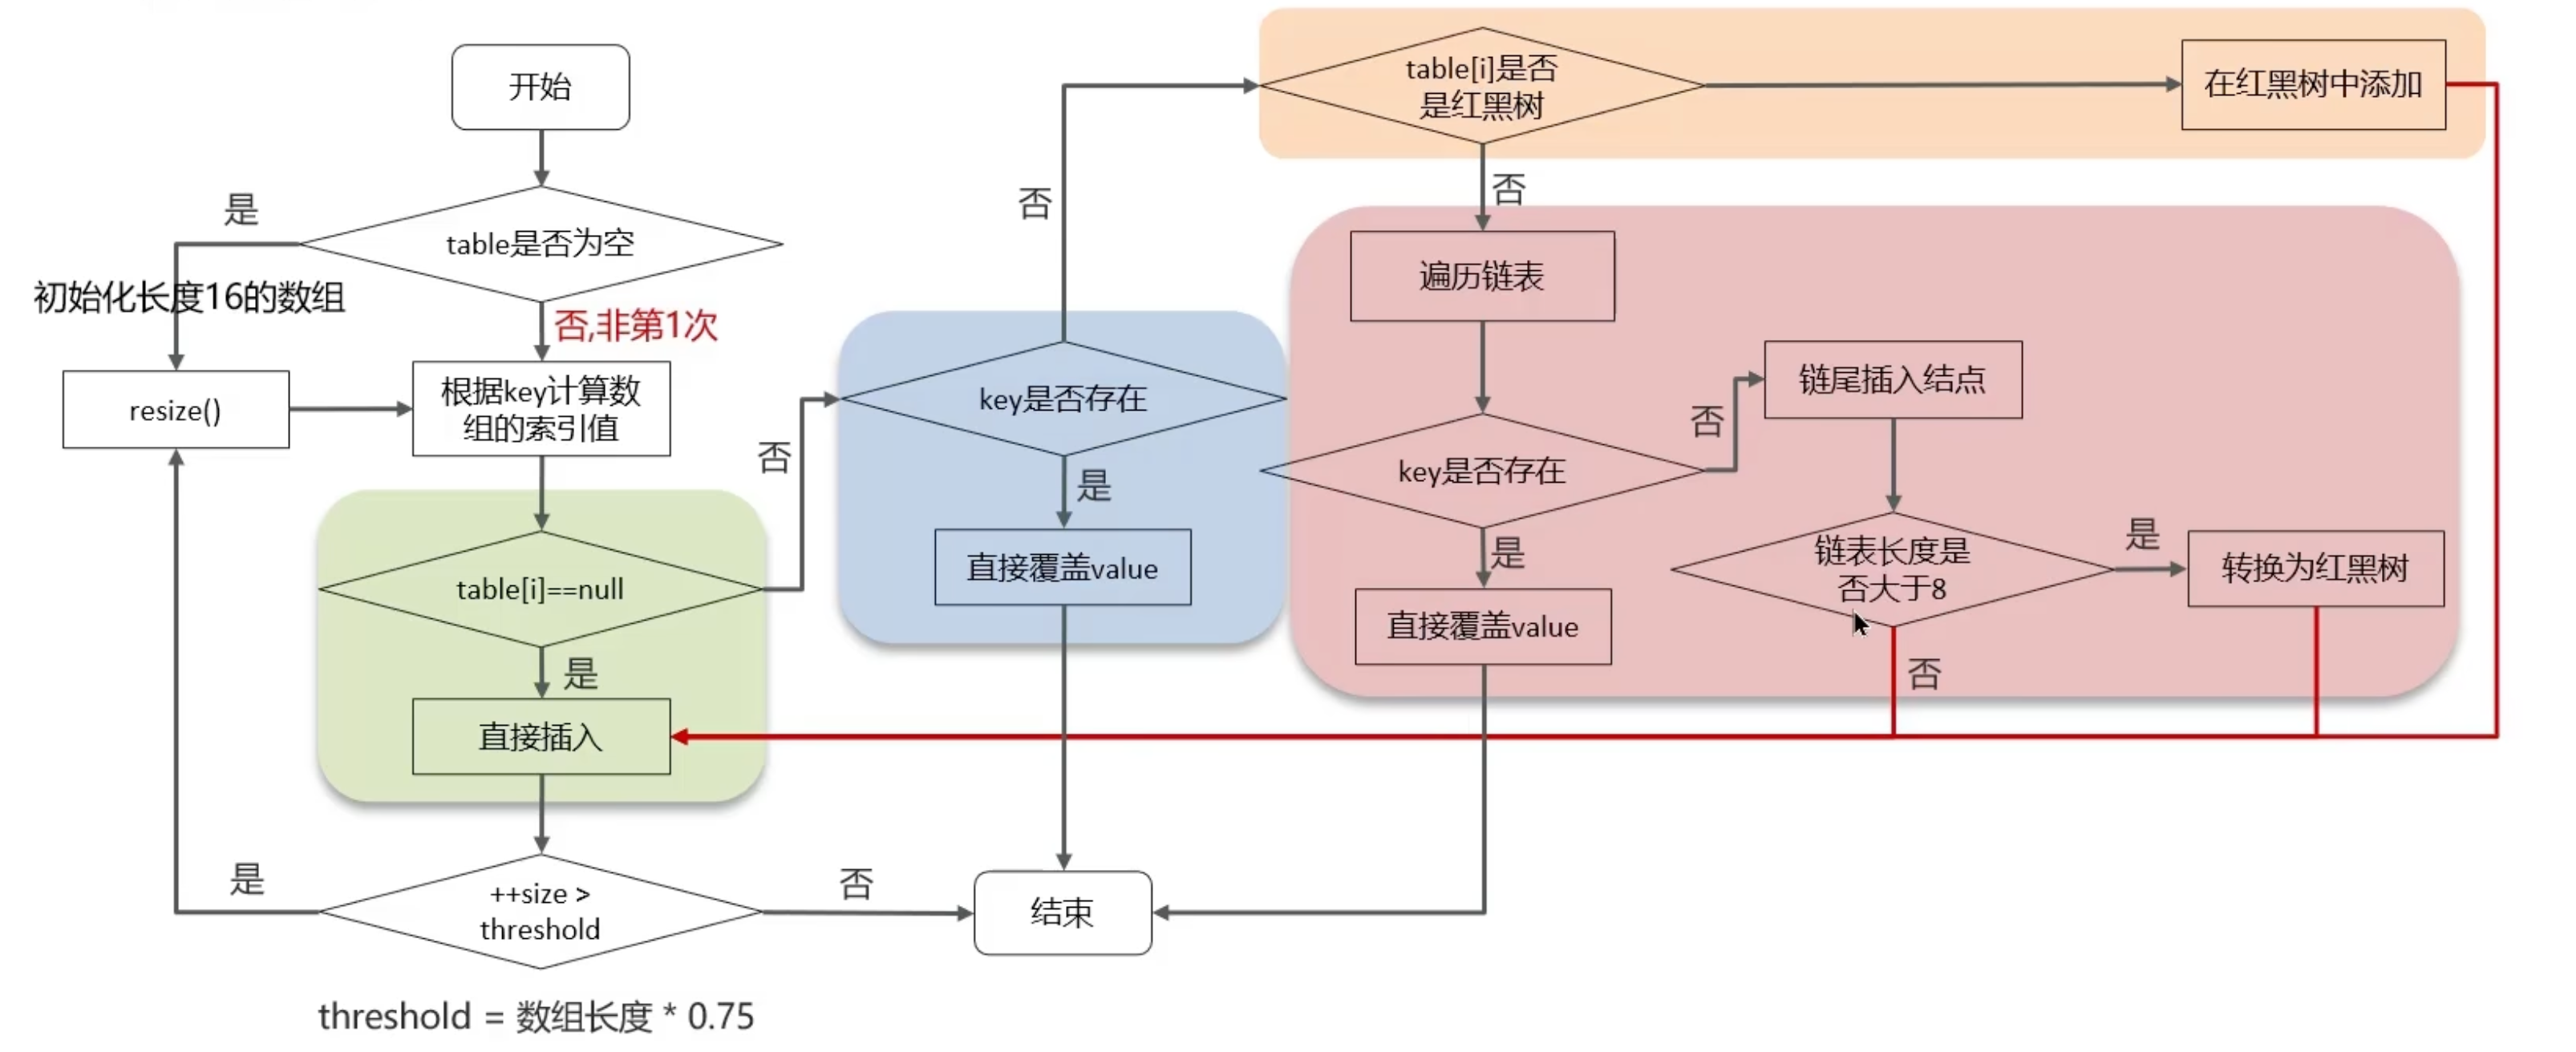 开始
是
table是否为空
初始化长度16的数组
否,非第1次
resize()
根据key计算数
组的索引值
table[i]==null
否
是
直接插入
是
++size >
threshold
否
threshold = 数组长度 * 0.75
key是否存在
否
是
直接覆盖value
结束
table[i]是否
是红黑树
在红黑树中添加
否
遍历链表
key是否存在
否
链尾插入结点
是
直接覆盖value
链表长度是
否大于8
是
转换为红黑树
否